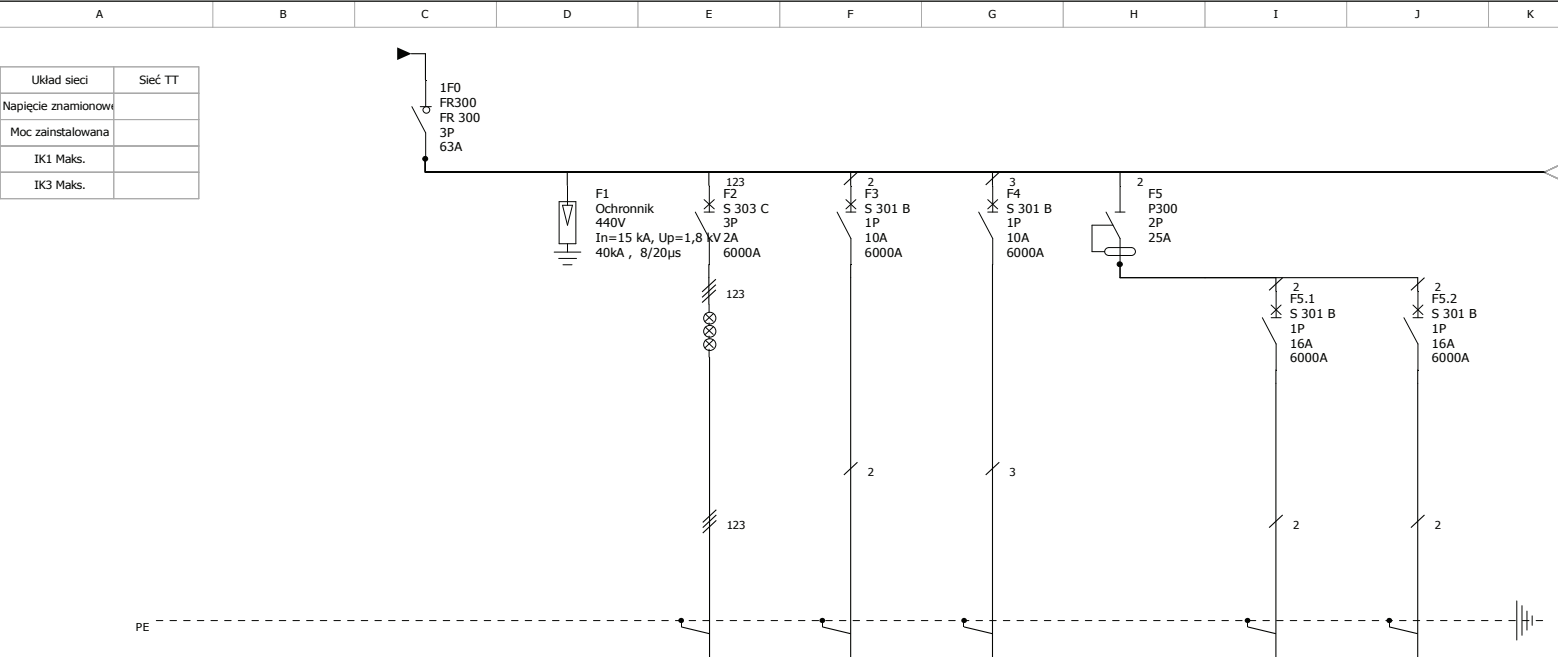 A B C D E F G H I J K
Układ sieci Sieć TT
Napięcie znamionowe
Moc zainstalowana
IK1 Maks.
IK3 Maks.
1F0
FR300
FR 300
3P
63A
F1
Ochronnik
440V
In=15 kA, Up=1,8 kV
40kA , 8/20µs
123
F2
S 303 C
3P
2A
6000A
123
123
2
F3
S 301 B
1P
10A
6000A
2
3
F4
S 301 B
1P
10A
6000A
3
2
F5
P300
2P
25A
2
F5.1
S 301 B
1P
16A
6000A
2
2
F5.2
S 301 B
1P
16A
6000A
2
PE